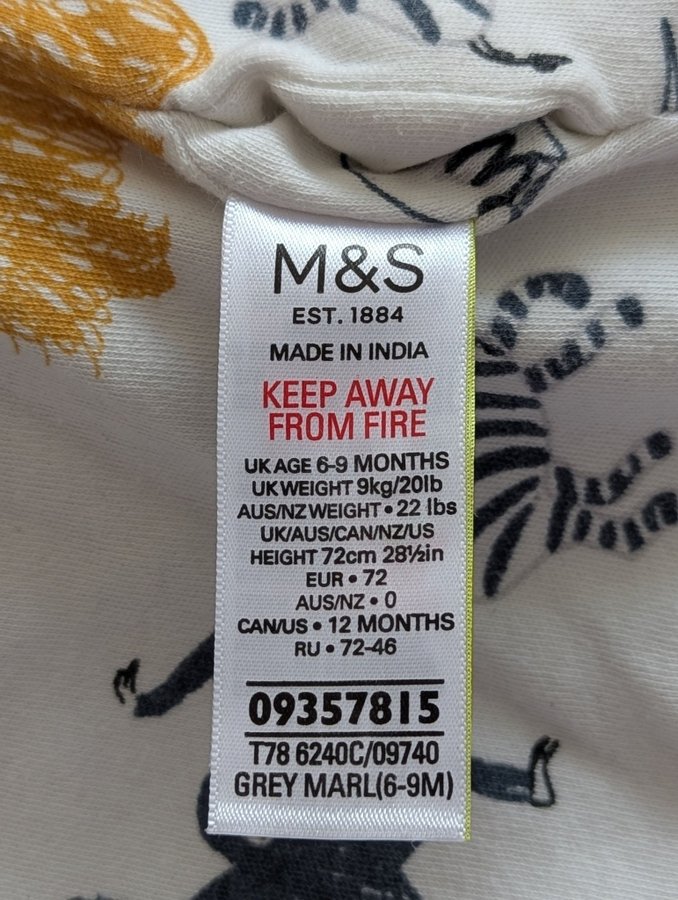 M&S
EST. 1884
MADE IN INDIA
KEEP AWAY
FROM FIRE
UK AGE 6-9 MONTHS
UK WEIGHT 9kg/20lb
AUS/NZ WEIGHT • 22 lbs
UK/AUS/CAN/NZ/US
HEIGHT 72cm 28½in
EUR • 72
AUS/NZ • 0
CAN/US • 12 MONTHS
RU • 72-46
09357815
T78 6240C/09740
GREY MARL(6-9M)